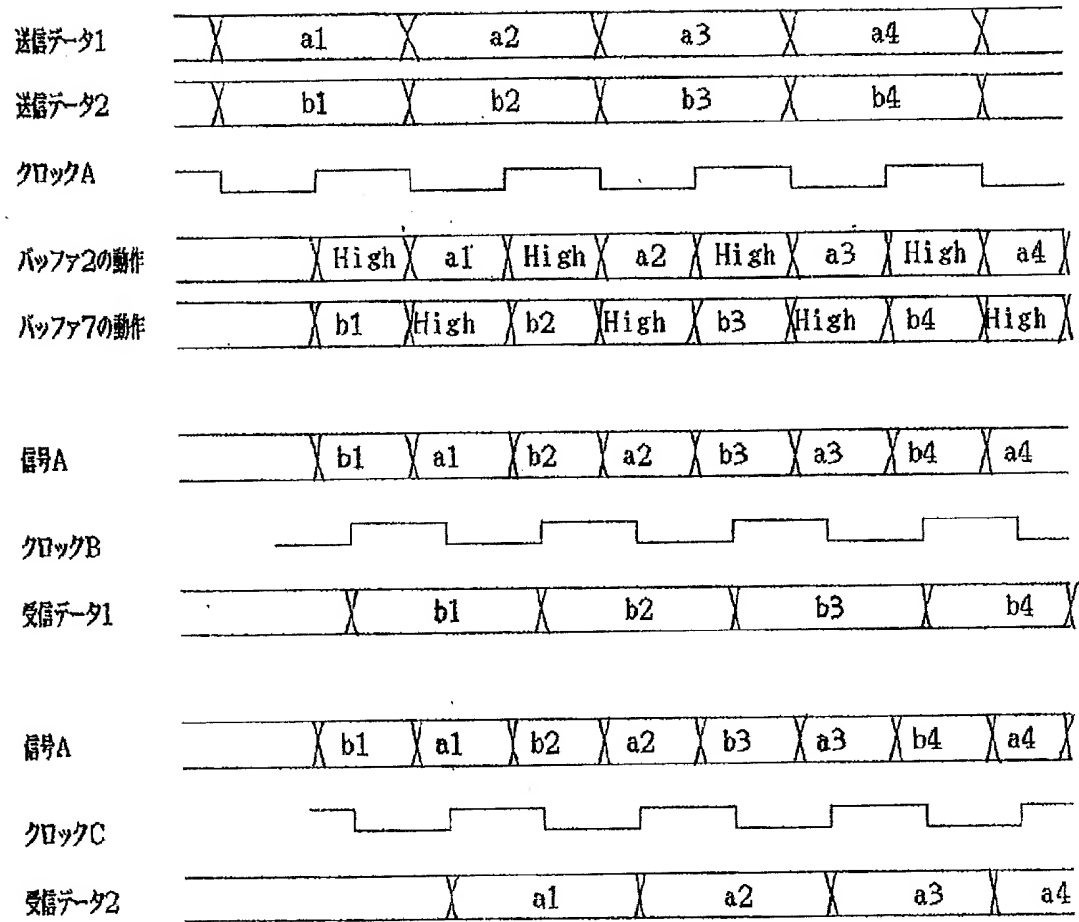 送信データ1 a1 a2 a3 a4
送信データ2 b1 b2 b3 b4
クロックA
バッファ2の動作 High a1 High a2 High a3 High a4
バッファ7の動作 b1 High b2 High b3 High b4 High
信号A b1 a1 b2 a2 b3 a3 b4 a4
クロックB
受信データ1 b1 b2 b3 b4
信号A b1 a1 b2 a2 b3 a3 b4 a4
クロックC
受信データ2 a1 a2 a3 a4